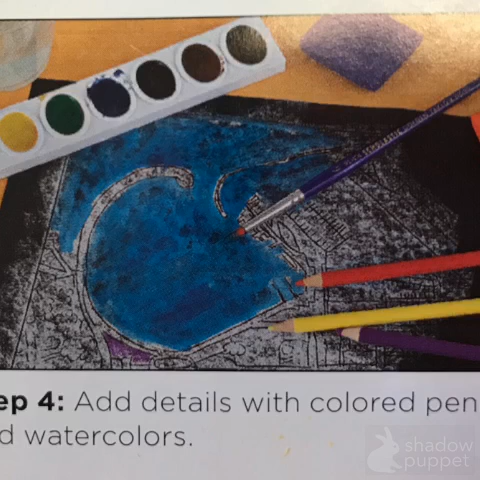 ep 4: Add details with colored pen
d watercolors.
shadow
puppet